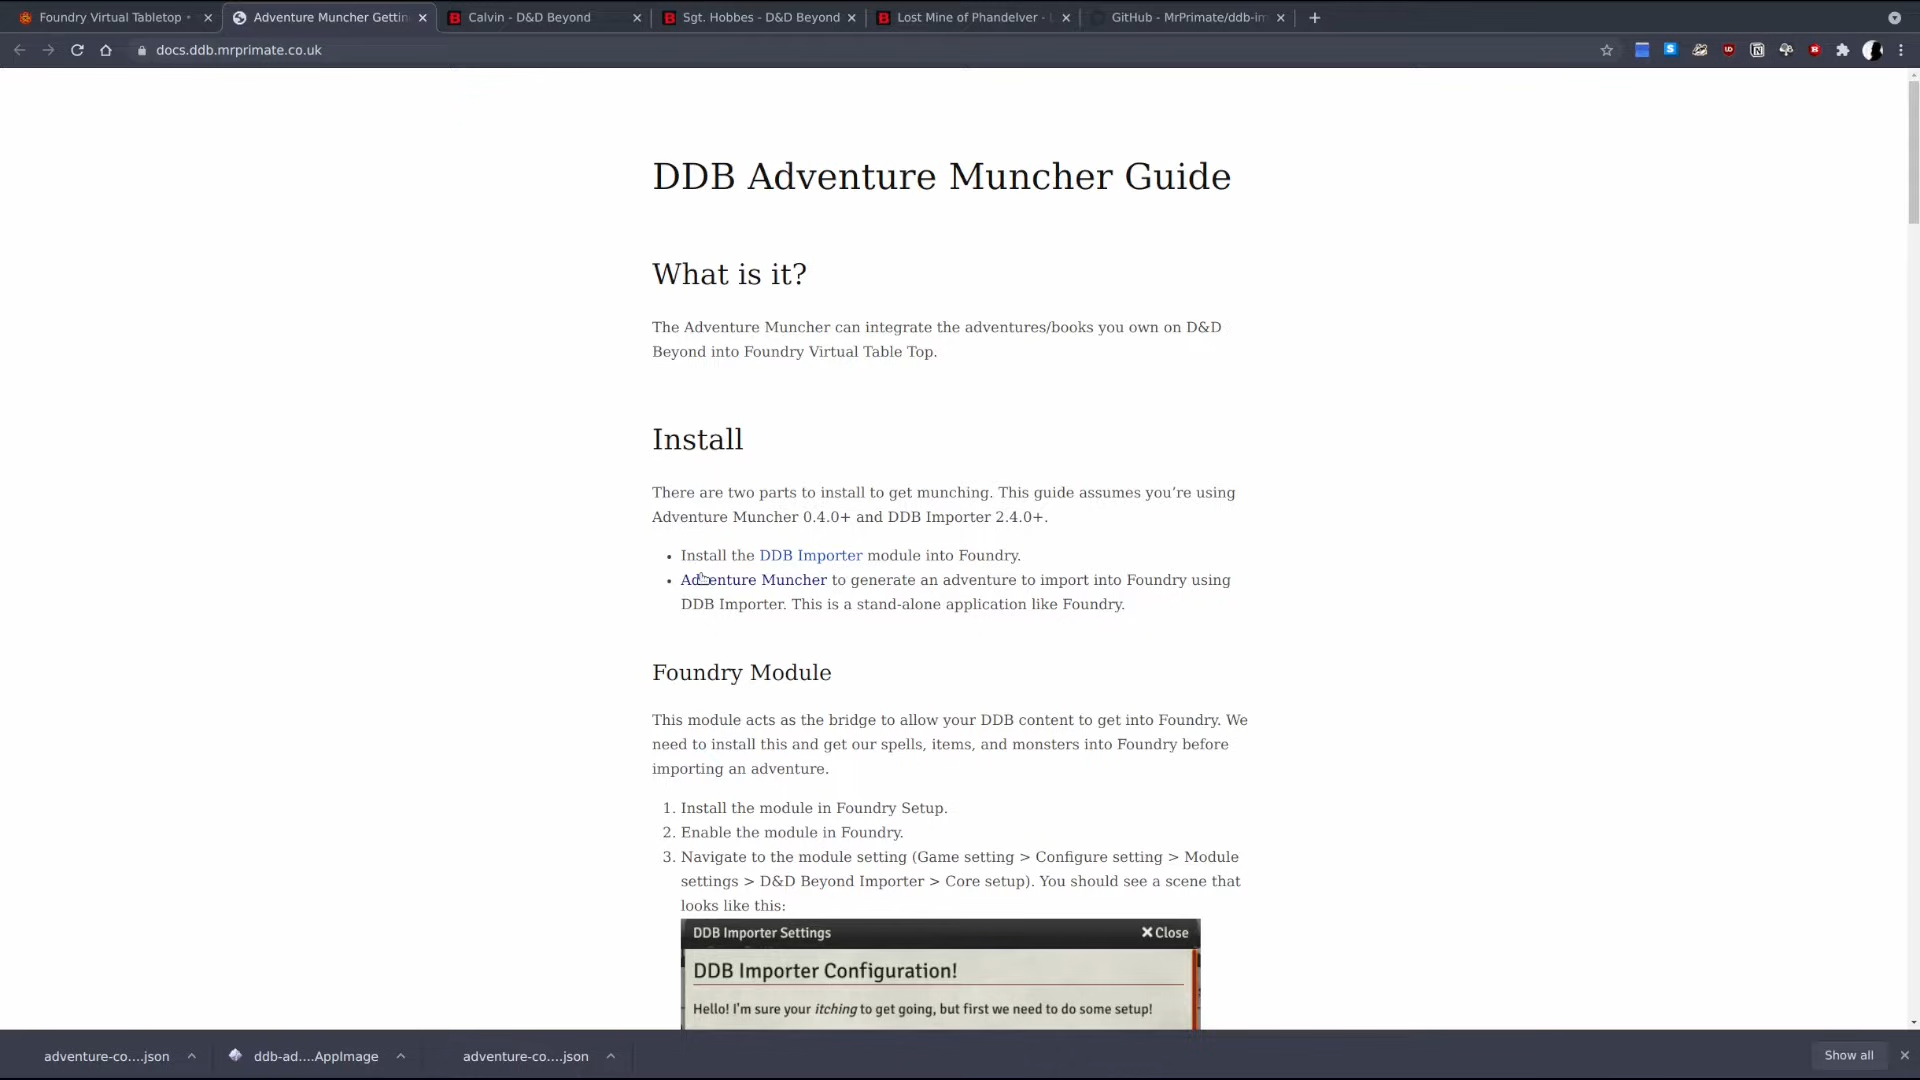 Foundry Virtual Tabletop •
Adventure Muncher Gettin
Calvin - D&D Beyond
Sgt. Hobbes - D&D Beyond
Lost Mine of Phandelver -
GitHub - MrPrimate/ddb-im
docs.ddb.mrprimate.co.uk
DDB Adventure Muncher Guide
What is it?
The Adventure Muncher can integrate the adventures/books you own on D&D
Beyond into Foundry Virtual Table Top.
Install
There are two parts to install to get munching. This guide assumes you’re using
Adventure Muncher 0.4.0+ and DDB Importer 2.4.0+.
• Install the DDB Importer module into Foundry.
• Adventure Muncher to generate an adventure to import into Foundry using
DDB Importer. This is a stand-alone application like Foundry.
Foundry Module
This module acts as the bridge to allow your DDB content to get into Foundry. We
need to install this and get our spells, items, and monsters into Foundry before
importing an adventure.
1. Install the module in Foundry Setup.
2. Enable the module in Foundry.
3. Navigate to the module setting (Game setting > Configure setting > Module
settings > D&D Beyond Importer > Core setup). You should see a scene that
looks like this:
DDB Importer Settings
Close
DDB Importer Configuration!
Hello! I'm sure your itching to get going, but first we need to do some setup!
adventure-co....json
ddb-ad....AppImage
adventure-co....json
Show all